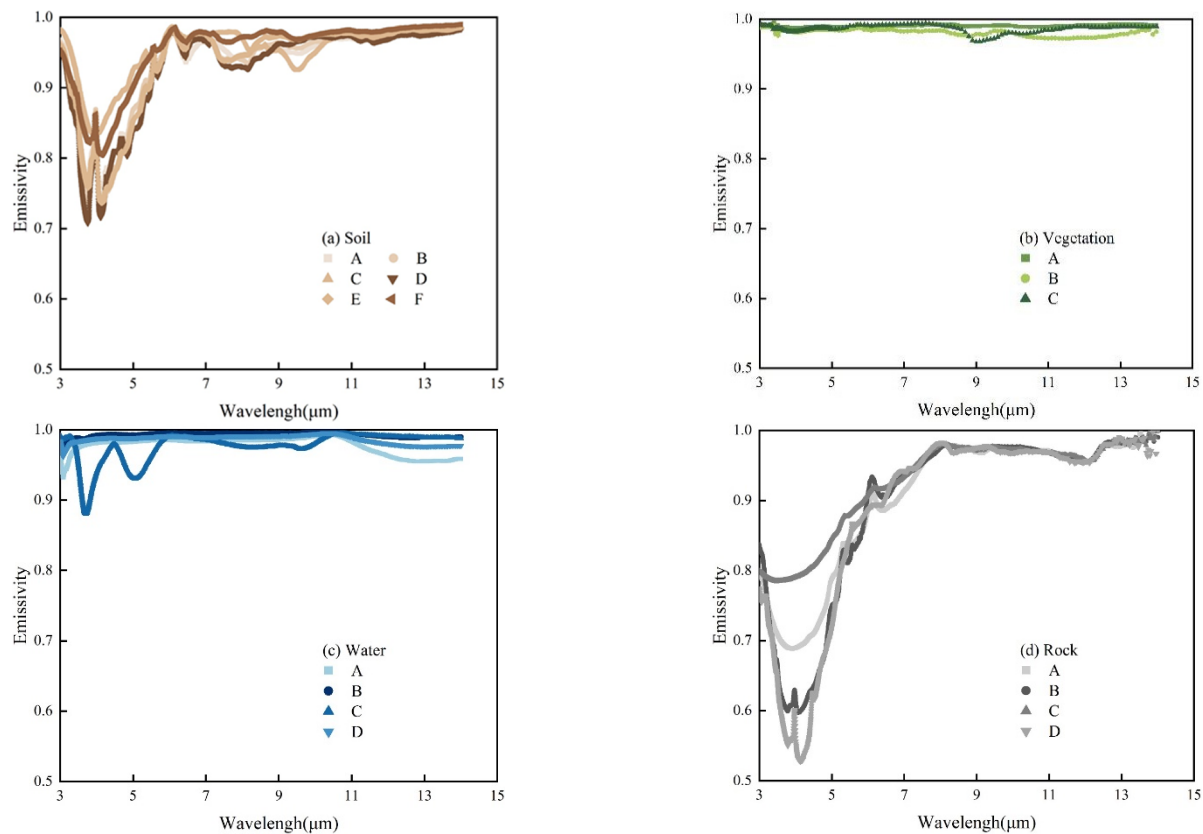 1.0
0.9
0.8
0.7
0.6
0.5
Emissivity
(a) Soil
A B
C D
E F
3 5 7 9 11 13 15
Wavelengh(μm)
1.0
0.9
0.8
0.7
0.6
0.5
Emissivity
(b) Vegetation
A
B
C
3 5 7 9 11 13 15
Wavelengh(μm)
1.0
0.9
0.8
0.7
0.6
0.5
Emissivity
(c) Water
A
B
C
D
3 5 7 9 11 13 15
Wavelengh(μm)
1.0
0.9
0.8
0.7
0.6
0.5
Emissivity
(d) Rock
A
B
C
D
3 5 7 9 11 13 15
Wavelengh(μm)